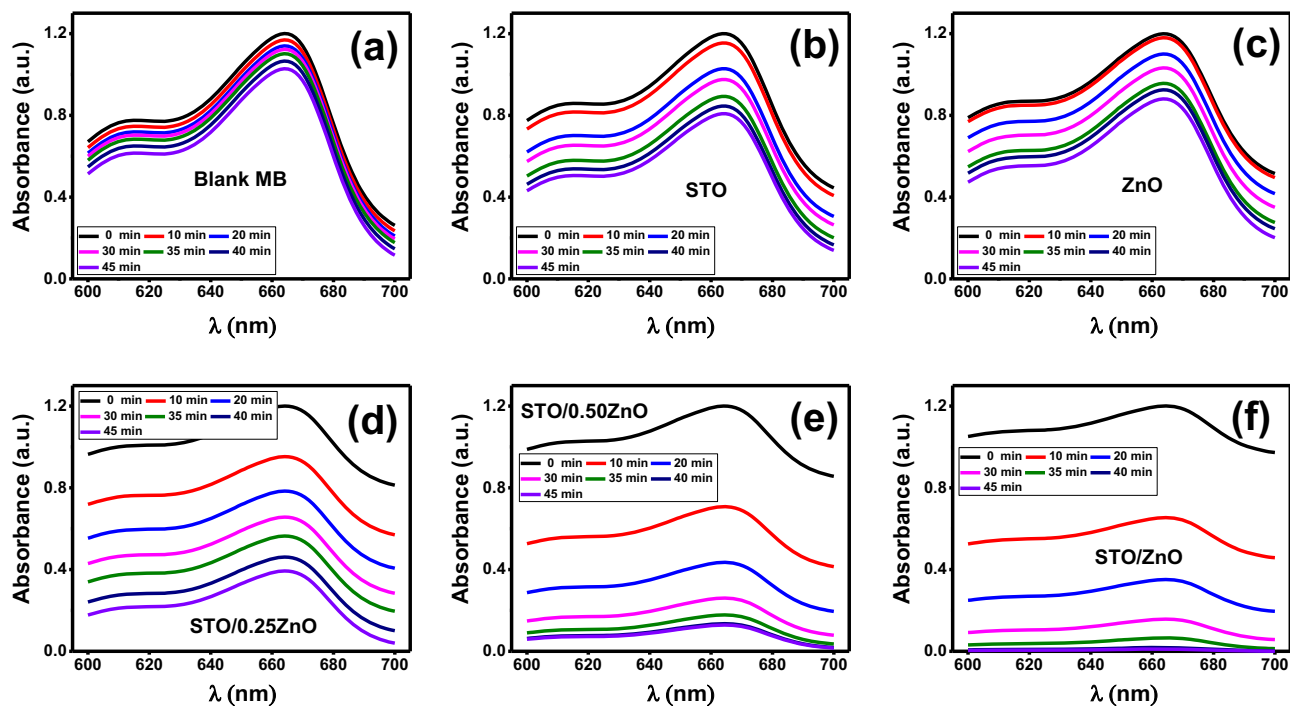 (a)
Absorbance (a.u.)
1.2
0.8
0.4
0.0
Blank MB
0 min 10 min 20 min
30 min 35 min 40 min
45 min
600 620 640 660 680 700
λ (nm)
(b)
Absorbance (a.u.)
1.2
0.8
0.4
0.0
STO
0 min 10 min 20 min
30 min 35 min 40 min
45 min
600 620 640 660 680 700
λ (nm)
(c)
Absorbance (a.u.)
1.2
0.8
0.4
0.0
ZnO
0 min 10 min 20 min
30 min 35 min 40 min
45 min
600 620 640 660 680 700
λ (nm)
(d)
Absorbance (a.u.)
1.2
0.8
0.4
0.0
0 min 10 min 20 min
30 min 35 min 40 min
45 min
STO/0.25ZnO
600 620 640 660 680 700
λ (nm)
(e)
Absorbance (a.u.)
1.2
0.8
0.4
0.0
STO/0.50ZnO
0 min 10 min 20 min
30 min 35 min 40 min
45 min
600 620 640 660 680 700
λ (nm)
(f)
Absorbance (a.u.)
1.2
0.8
0.4
0.0
0 min 10 min 20 min
30 min 35 min 40 min
45 min
STO/ZnO
600 620 640 660 680 700
λ (nm)